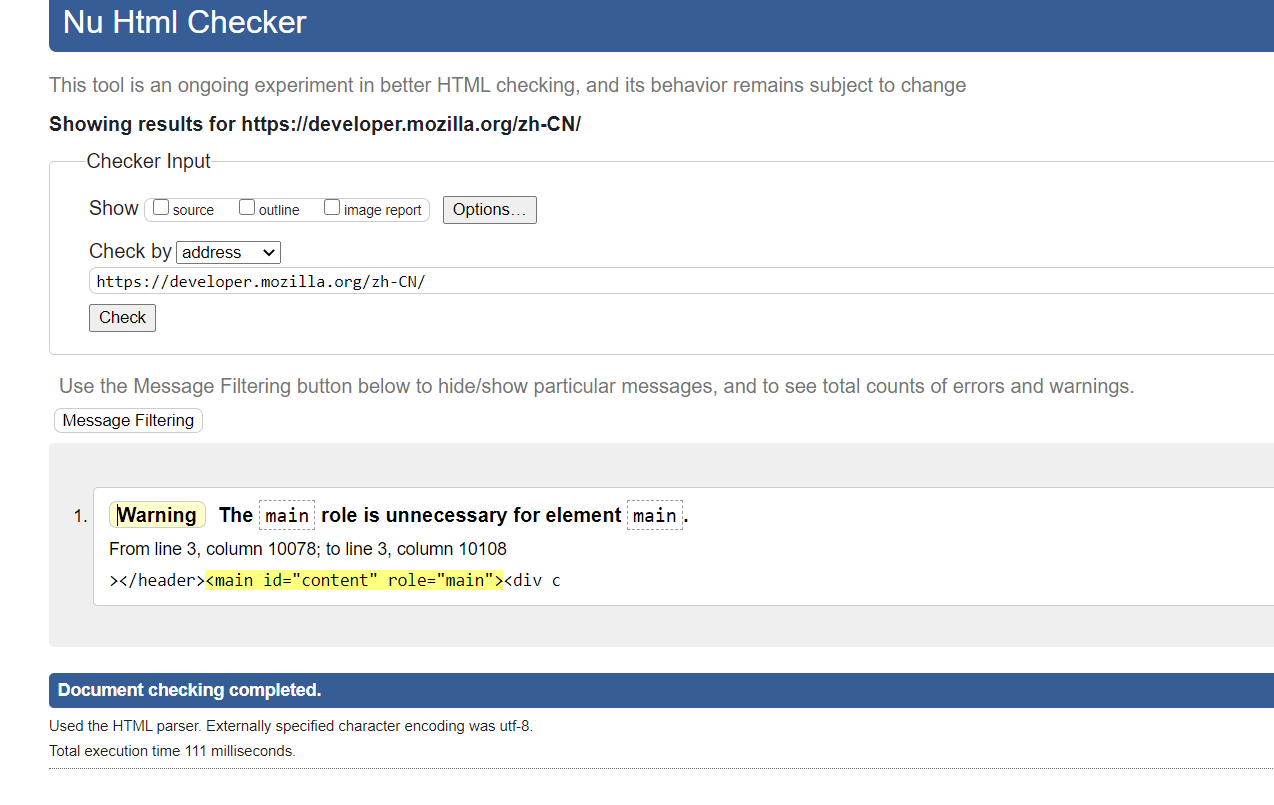 Nu Html Checker
This tool is an ongoing experiment in better HTML checking, and its behavior remains subject to change
Showing results for https://developer.mozilla.org/zh-CN/
Checker Input
Show source outline image report Options…
Check by address
https://developer.mozilla.org/zh-CN/
Check
Use the Message Filtering button below to hide/show particular messages, and to see total counts of errors and warnings.
Message Filtering
1. Warning The main role is unnecessary for element main.
From line 3, column 10078; to line 3, column 10108
></header><main id="content" role="main"><div c
Document checking completed.
Used the HTML parser. Externally specified character encoding was utf-8.
Total execution time 111 milliseconds.